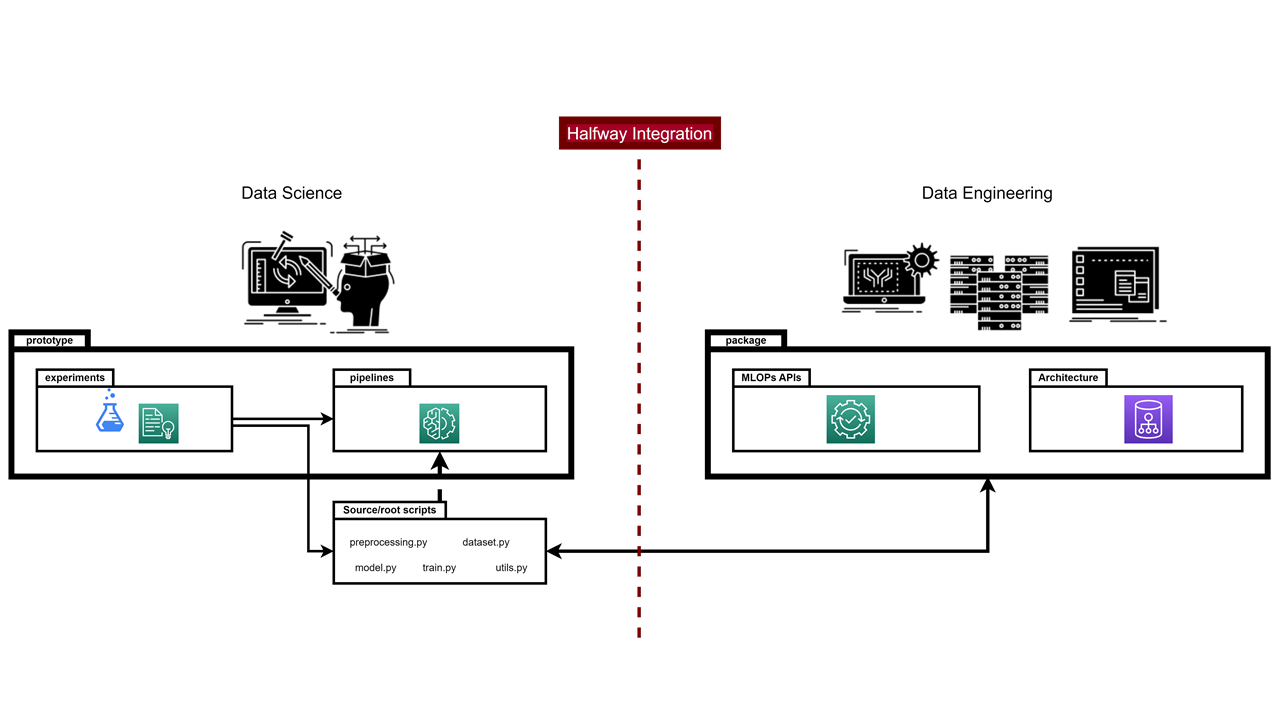 Halfway Integration
Data Science
Data Engineering
prototype
experiments
pipelines
Source/root scripts
preprocessing.py dataset.py
model.py train.py utils.py
package
MLOPs APIs
Architecture